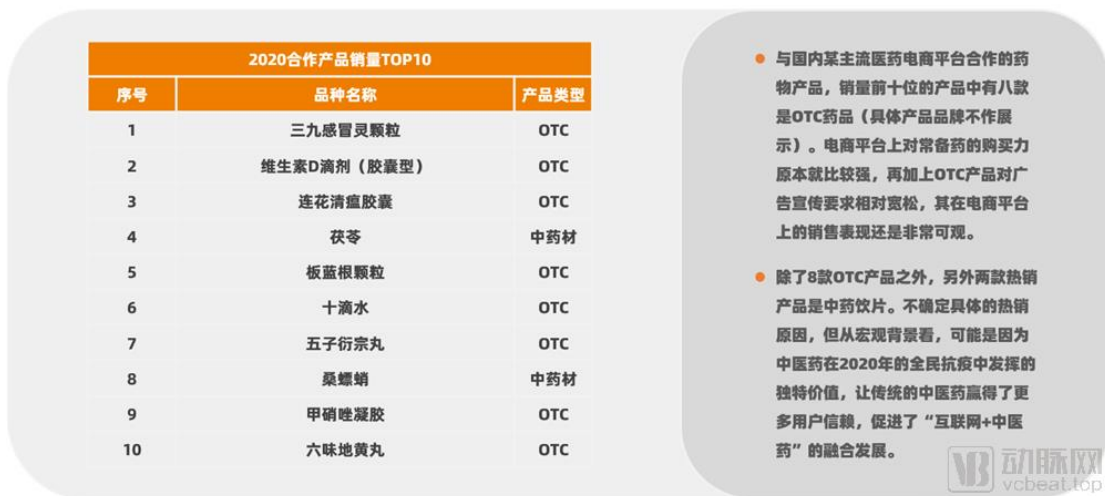 2020合作产品销量TOP10
序号 品种名称 产品类型
1 三九感冒灵颗粒 OTC
2 维生素D滴剂（胶囊型） OTC
3 连花清瘟胶囊 OTC
4 茯苓 中药材
5 板蓝根颗粒 OTC
6 十滴水 OTC
7 五子衍宗丸 OTC
8 桑螵蛸 中药材
9 甲硝唑凝胶 OTC
10 六味地黄丸 OTC
与国内某主流医药电商平台合作的药
物产品，销量前十位的产品中有八款
是OTC药品（具体产品品牌不作展
示）。电商平台上对常备药的购买力
原本就比较强，再加上OTC产品对广
告宣传要求相对宽松，其在电商平台
上的销售表现还是非常可观。
除了8款OTC产品之外，另外两款热销
产品是中药饮片。不确定具体的热销
原因，但从宏观背景看，可能是因为
中医药在2020年的全民抗疫中发挥的
独特价值，让传统的中医药赢得了更
多用户信赖，促进了“互联网+中医
药”的融合发展。
动脉网
vcbeat.top